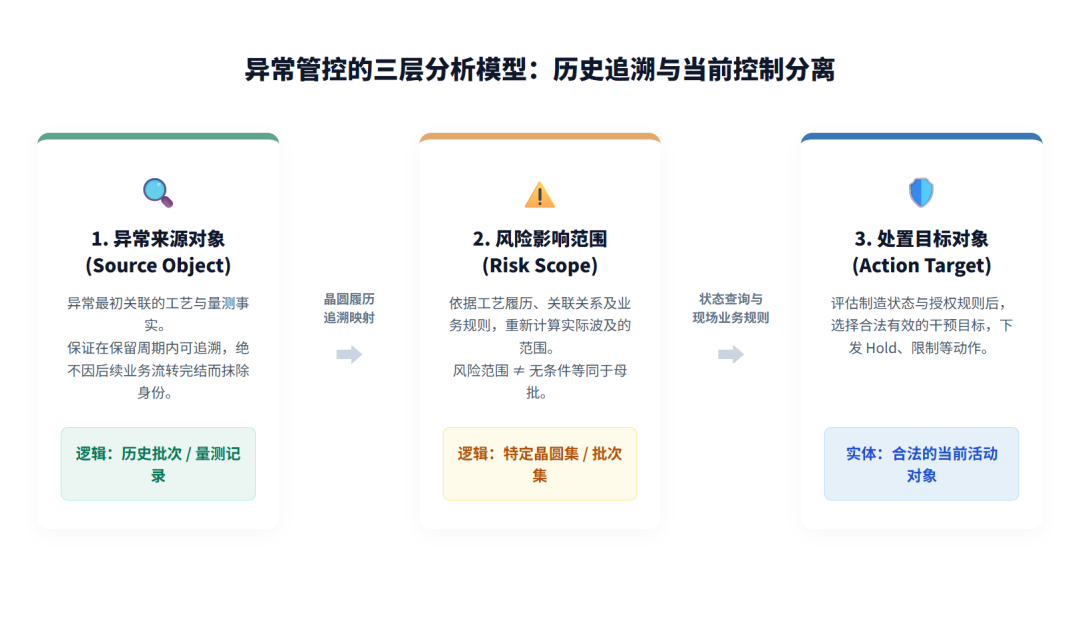 异常管控的三层分析模型：历史追溯与当前控制分离
1. 异常来源对象
(Source Object)
异常最初关联的工艺与量测事
实。
保证在保留周期内可追溯，绝
不因后续业务流转完结而抹除
身份。
逻辑：历史批次 / 量测记
录
晶圆履历
追溯映射
2. 风险影响范围
(Risk Scope)
依据工艺履历、关联关系及业
务规则，重新计算实际波及的
范围。
风险范围 ≠ 无条件等同于母
批。
逻辑：特定晶圆集 / 批次
集
状态查询与
现场业务规则
3. 处置目标对象
(Action Target)
评估制造状态与授权规则后，
选择合法有效的干预目标，下
发 Hold、限制等动作。
实体：合法的当前活动
对象